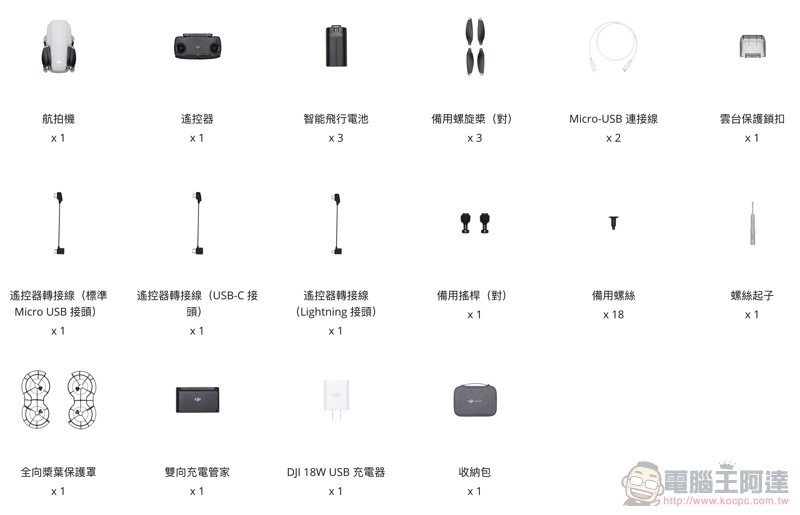 航拍機
x 1
遙控器
x 1
智能飛行電池
x 3
備用螺旋槳（對）
x 3
Micro-USB 連接線
x 2
雲台保護鎖扣
x 1
遙控器轉接線（標準
Micro USB 接頭）
x 1
遙控器轉接線（USB-C 接
頭）
x 1
遙控器轉接線
（Lightning 接頭）
x 1
備用搖桿（對）
x 1
備用螺絲
x 18
螺絲起子
x 1
全向槳葉保護罩
x 1
雙向充電管家
x 1
DJI 18W USB 充電器
x 1
收納包
x 1
電腦王阿達
http://www.kocpc.com.tw